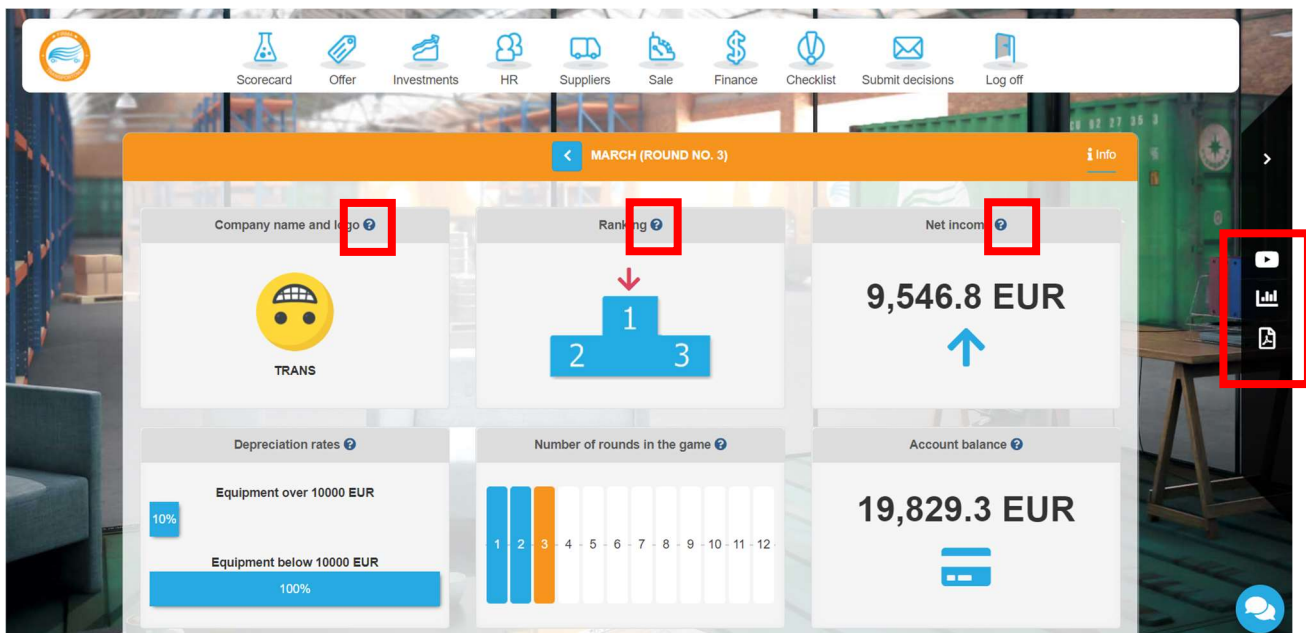 Scorecard Offer Investments HR Suppliers Sale Finance Checklist Submit decisions Log off
MARCH (ROUND NO. 3)
i Info
Company name and logo
Ranking
Net income
1
2 3
9,546.8 EUR
TRANS
Depreciation rates
Number of rounds in the game
Account balance
Equipment over 10000 EUR
10%
Equipment below 10000 EUR
100%
1 - 2 - 3 - 4 - 5 - 6 - 7 - 8 - 9 - 10 - 11 - 12
19,829.3 EUR